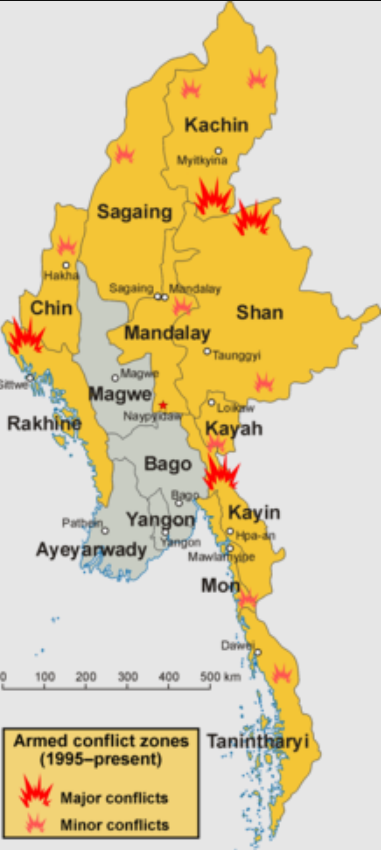 Kachin
Myitkyina
Sagaing
Hakha
Sagaing Mandalay
Chin
Shan
Mandalay
Taunggyi
Sittwe
Magwe
Magwe
Naypyidaw
Loikaw
Rakhine
Kayah
Bago
Bago
Kayin
Pathein
Yangon
Hpa-an
Yangon
Ayeyarwady
Mawlamyine
Mon
Dawei
0 100 200 300 400 500 km
Tanintharyi
Armed conflict zones
(1995–present)
Major conflicts
Minor conflicts